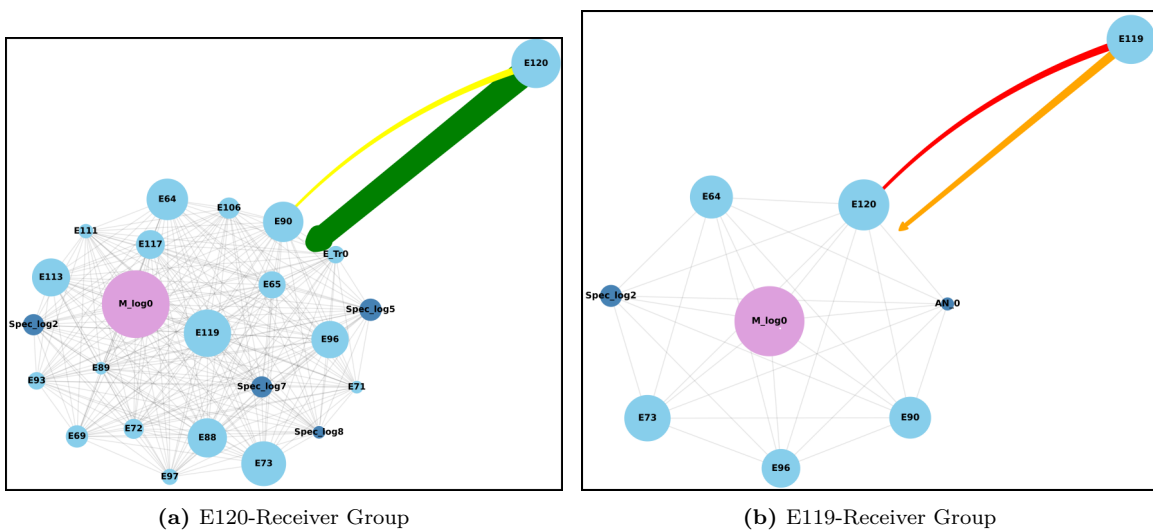 E120
E64
E106
E90
E111
E117
E_Tr0
E113
E65
M_log0
Spec_log5
Spec_log2
E119
E96
E89
E93
Spec_log7
E71
E72
E69
E88
Spec_log8
E73
E97
(a) E120-Receiver Group
E119
E64
E120
Spec_log2
AN_0
M_log0
E73
E90
E96
(b) E119-Receiver Group